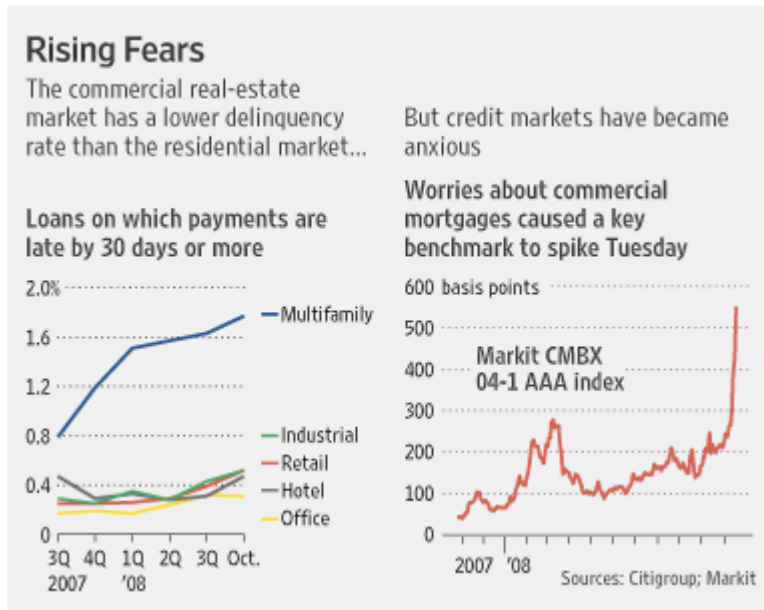 Rising Fears
The commercial real-estate
market has a lower delinquency
rate than the residential market...
Loans on which payments are
late by 30 days or more
2.0%
1.6
1.2
0.8
0.4
0
Multifamily
Industrial
Retail
Hotel
Office
3Q 4Q 1Q 2Q 3Q Oct.
2007 '08
But credit markets have became
anxious
Worries about commercial
mortgages caused a key
benchmark to spike Tuesday
600 basis points
500
400
300
200
100
0
Markit CMBX
04-1 AAA index
2007 '08
Sources: Citigroup; Markit